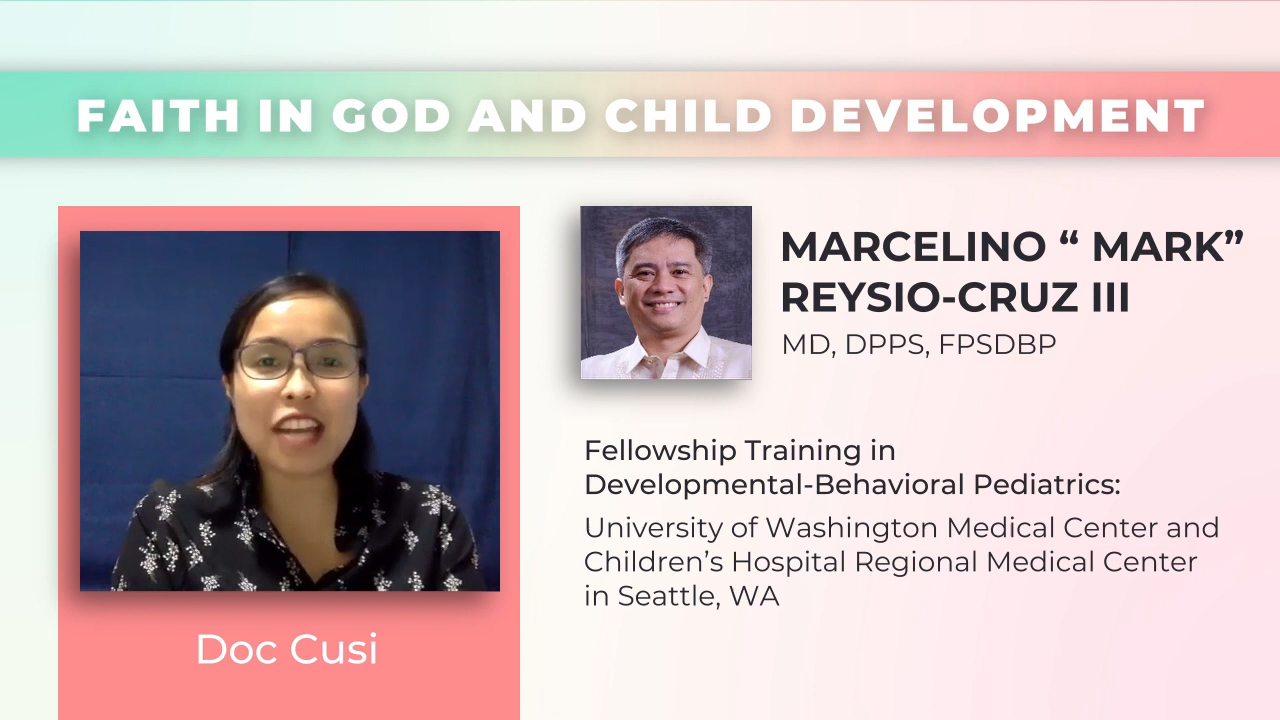 FAITH IN GOD AND CHILD DEVELOPMENT
Doc Cusi
MARCELINO “ MARK”
REYSIO-CRUZ III
MD, DPPS, FPSDBP
Fellowship Training in
Developmental-Behavioral Pediatrics:
University of Washington Medical Center and
Children’s Hospital Regional Medical Center
in Seattle, WA